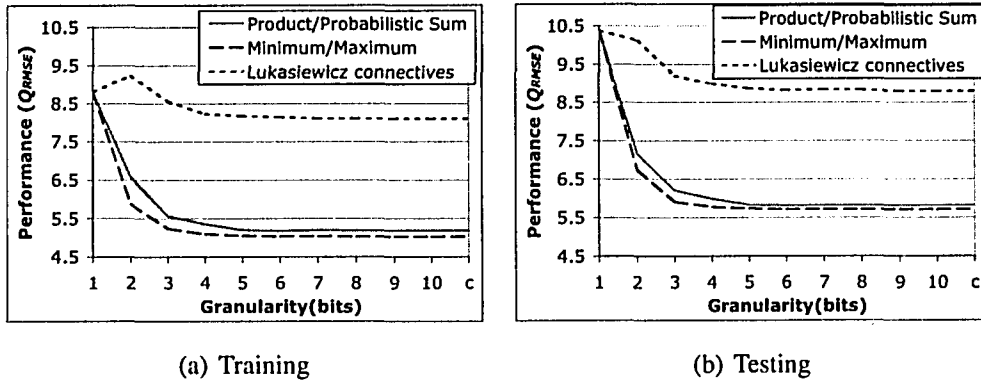 10.5
9.5
8.5
7.5
6.5
5.5
4.5
Performance (QRMSE)
Product/Probabilistic Sum
Minimum/Maximum
Lukasiewicz connectives
1 2 3 4 5 6 7 8 9 10 c
Granularity(bits)
(a) Training
10.5
9.5
8.5
7.5
6.5
5.5
4.5
Performance (QRMSE)
Product/Probabilistic Sum
Minimum/Maximum
Lukasiewicz connectives
1 2 3 4 5 6 7 8 9 10 c
Granularity(bits)
(b) Testing